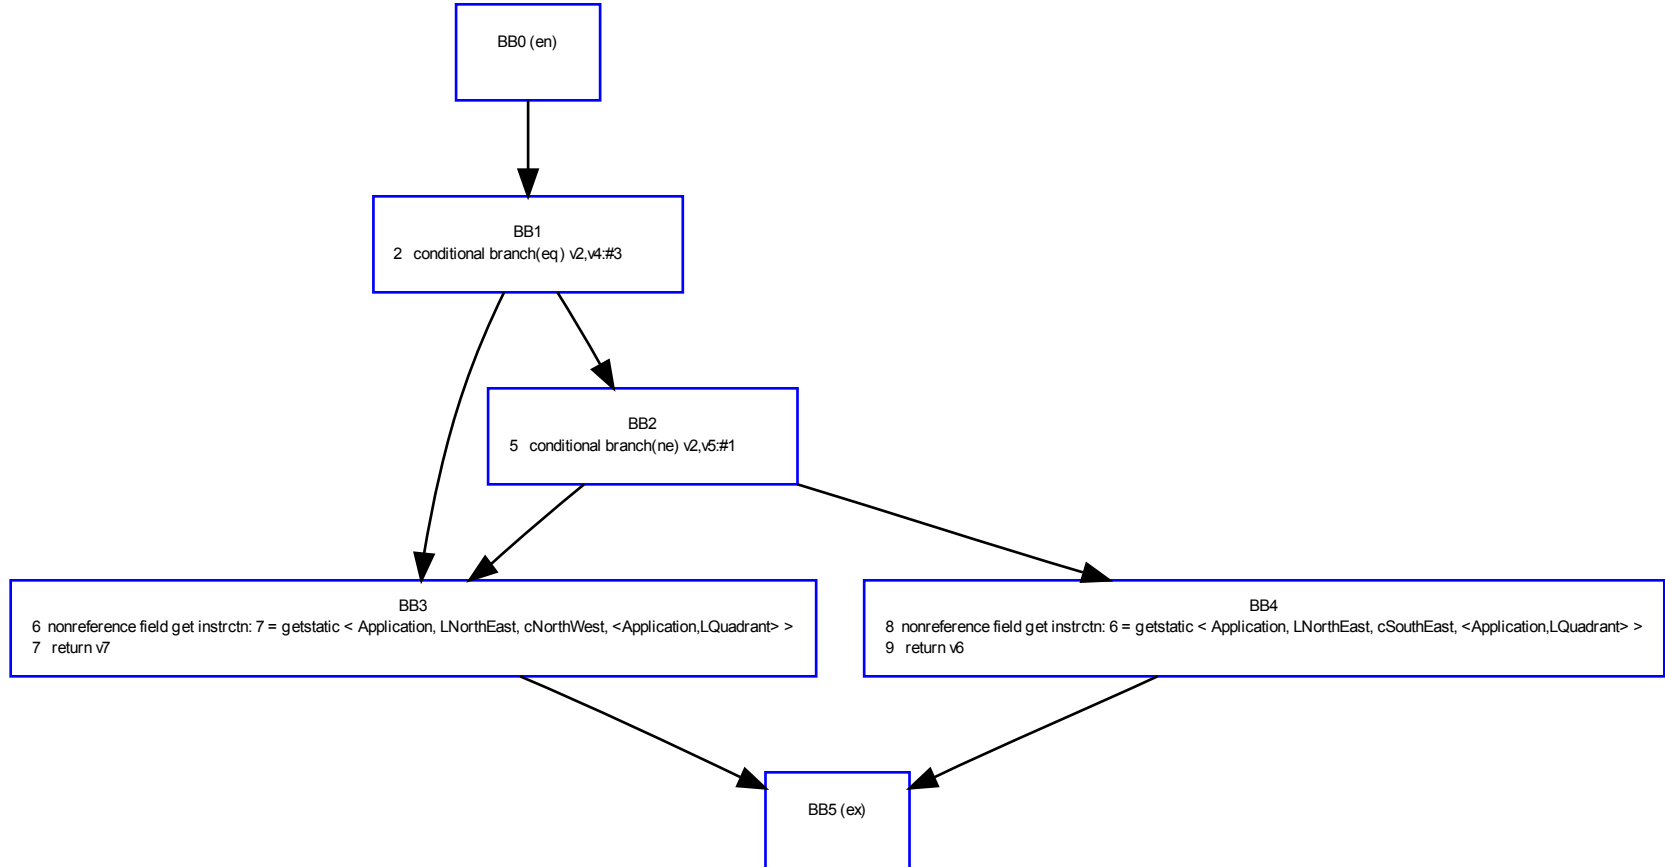 BB0 (en)
BB1
2 conditional branch(eq) v2,v4:#3
BB2
5 conditional branch(ne) v2,v5:#1
BB3
6 nonreference field get instrctn: 7 = getstatic < Application, LNorthEast, cNorthWest, <Application,LQuadrant> >
7 return v7
BB4
8 nonreference field get instrctn: 6 = getstatic < Application, LNorthEast, cSouthEast, <Application,LQuadrant> >
9 return v6
BB5 (ex)